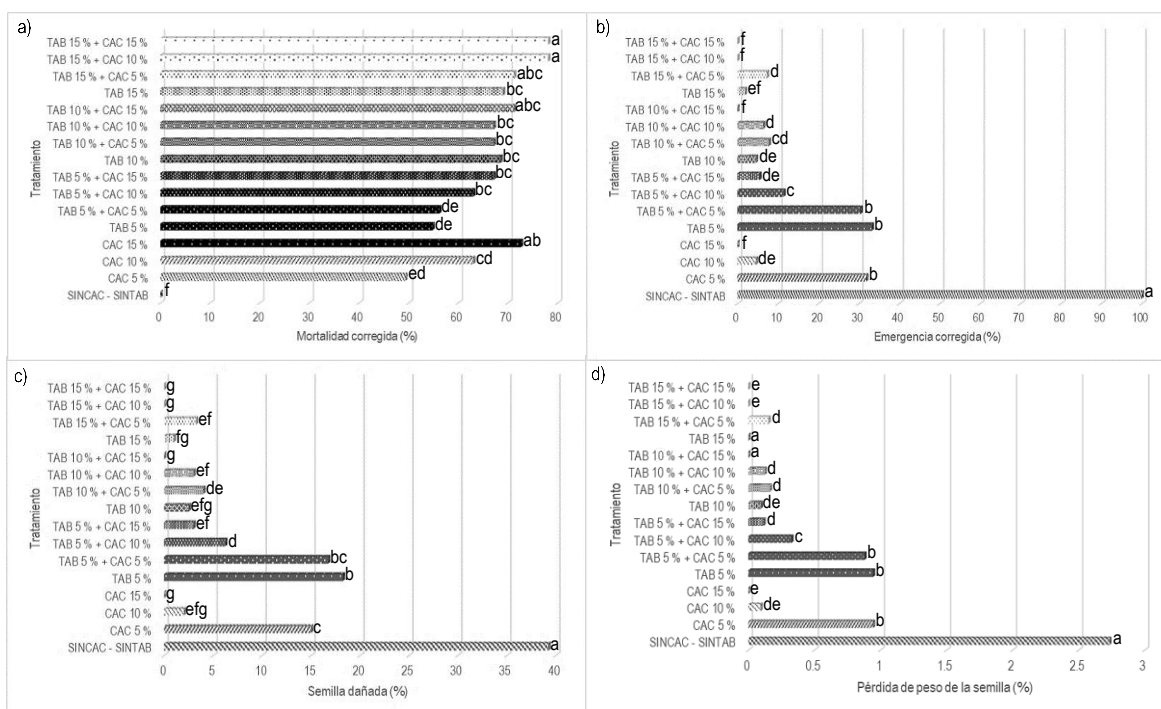 a)
Tratamiento
TAB 15 % + CAC 15 % a
TAB 15 % + CAC 10 % a
TAB 15 % + CAC 5 % abc
TAB 15 % bc
TAB 10 % + CAC 15 % abc
TAB 10 % + CAC 10 % bc
TAB 10 % + CAC 5 % bc
TAB 10 % bc
TAB 5 % + CAC 15 % bc
TAB 5 % + CAC 10 % bc
TAB 5 % + CAC 5 % de
TAB 5 % de
CAC 15 % ab
CAC 10 % cd
CAC 5 % ed
SINCAC - SINTAB f
0 10 20 30 40 50 60 70 80
Mortalidad corregida (%)
b)
Tratamiento
TAB 15 % + CAC 15 % f
TAB 15 % + CAC 10 % f
TAB 15 % + CAC 5 % d
TAB 15 % ef
TAB 10 % + CAC 15 % f
TAB 10 % + CAC 10 % d
TAB 10 % + CAC 5 % cd
TAB 10 % de
TAB 5 % + CAC 15 % de
TAB 5 % + CAC 10 % c
TAB 5 % + CAC 5 % b
TAB 5 % b
CAC 15 % f
CAC 10 % de
CAC 5 % b
SINCAC - SINTAB a
0 10 20 30 40 50 60 70 80 90 100
Emergencia corregida (%)
c)
Tratamiento
TAB 15 % + CAC 15 % g
TAB 15 % + CAC 10 % g
TAB 15 % + CAC 5 % ef
TAB 15 % fg
TAB 10 % + CAC 15 % g
TAB 10 % + CAC 10 % ef
TAB 10 % + CAC 5 % de
TAB 10 % efg
TAB 5 % + CAC 15 % ef
TAB 5 % + CAC 10 % d
TAB 5 % + CAC 5 % bc
TAB 5 % b
CAC 15 % g
CAC 10 % efg
CAC 5 % c
SINCAC - SINTAB a
0 5 10 15 20 25 30 35 40
Semilla dañada (%)
d)
Tratamiento
TAB 15 % + CAC 15 % e
TAB 15 % + CAC 10 % e
TAB 15 % + CAC 5 % d
TAB 15 % a
TAB 10 % + CAC 15 % a
TAB 10 % + CAC 10 % d
TAB 10 % + CAC 5 % d
TAB 10 % de
TAB 5 % + CAC 15 % d
TAB 5 % + CAC 10 % c
TAB 5 % + CAC 5 % b
TAB 5 % b
CAC 15 % e
CAC 10 % de
CAC 5 % b
SINCAC - SINTAB a
0 0.5 1 1.5 2 2.5 3
Pérdida de peso de la semilla (%)